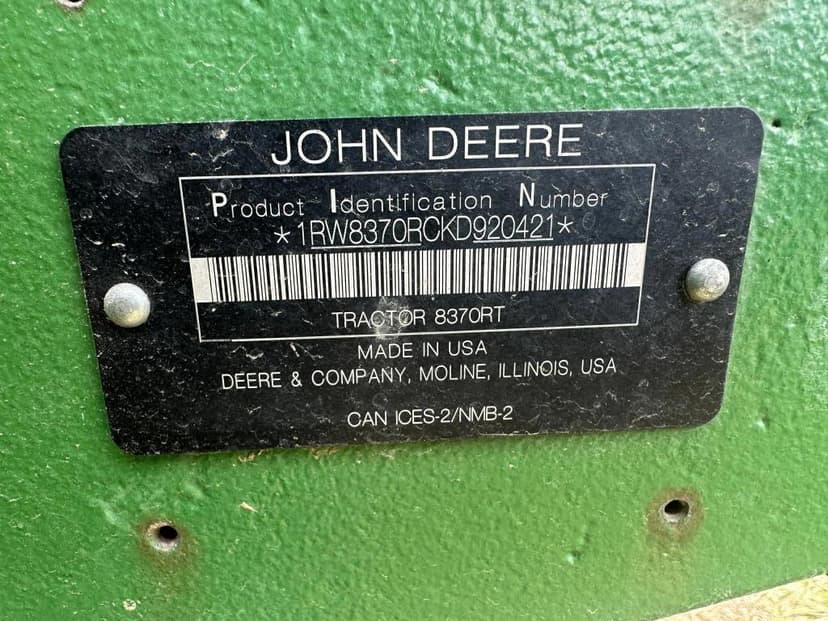 JOHN DEERE
Product Identification Number
*1RW8370RCKD920421*
TRACTOR 8370RT
MADE IN USA
DEERE & COMPANY, MOLINE, ILLINOIS, USA
CAN ICES-2/NMB-2